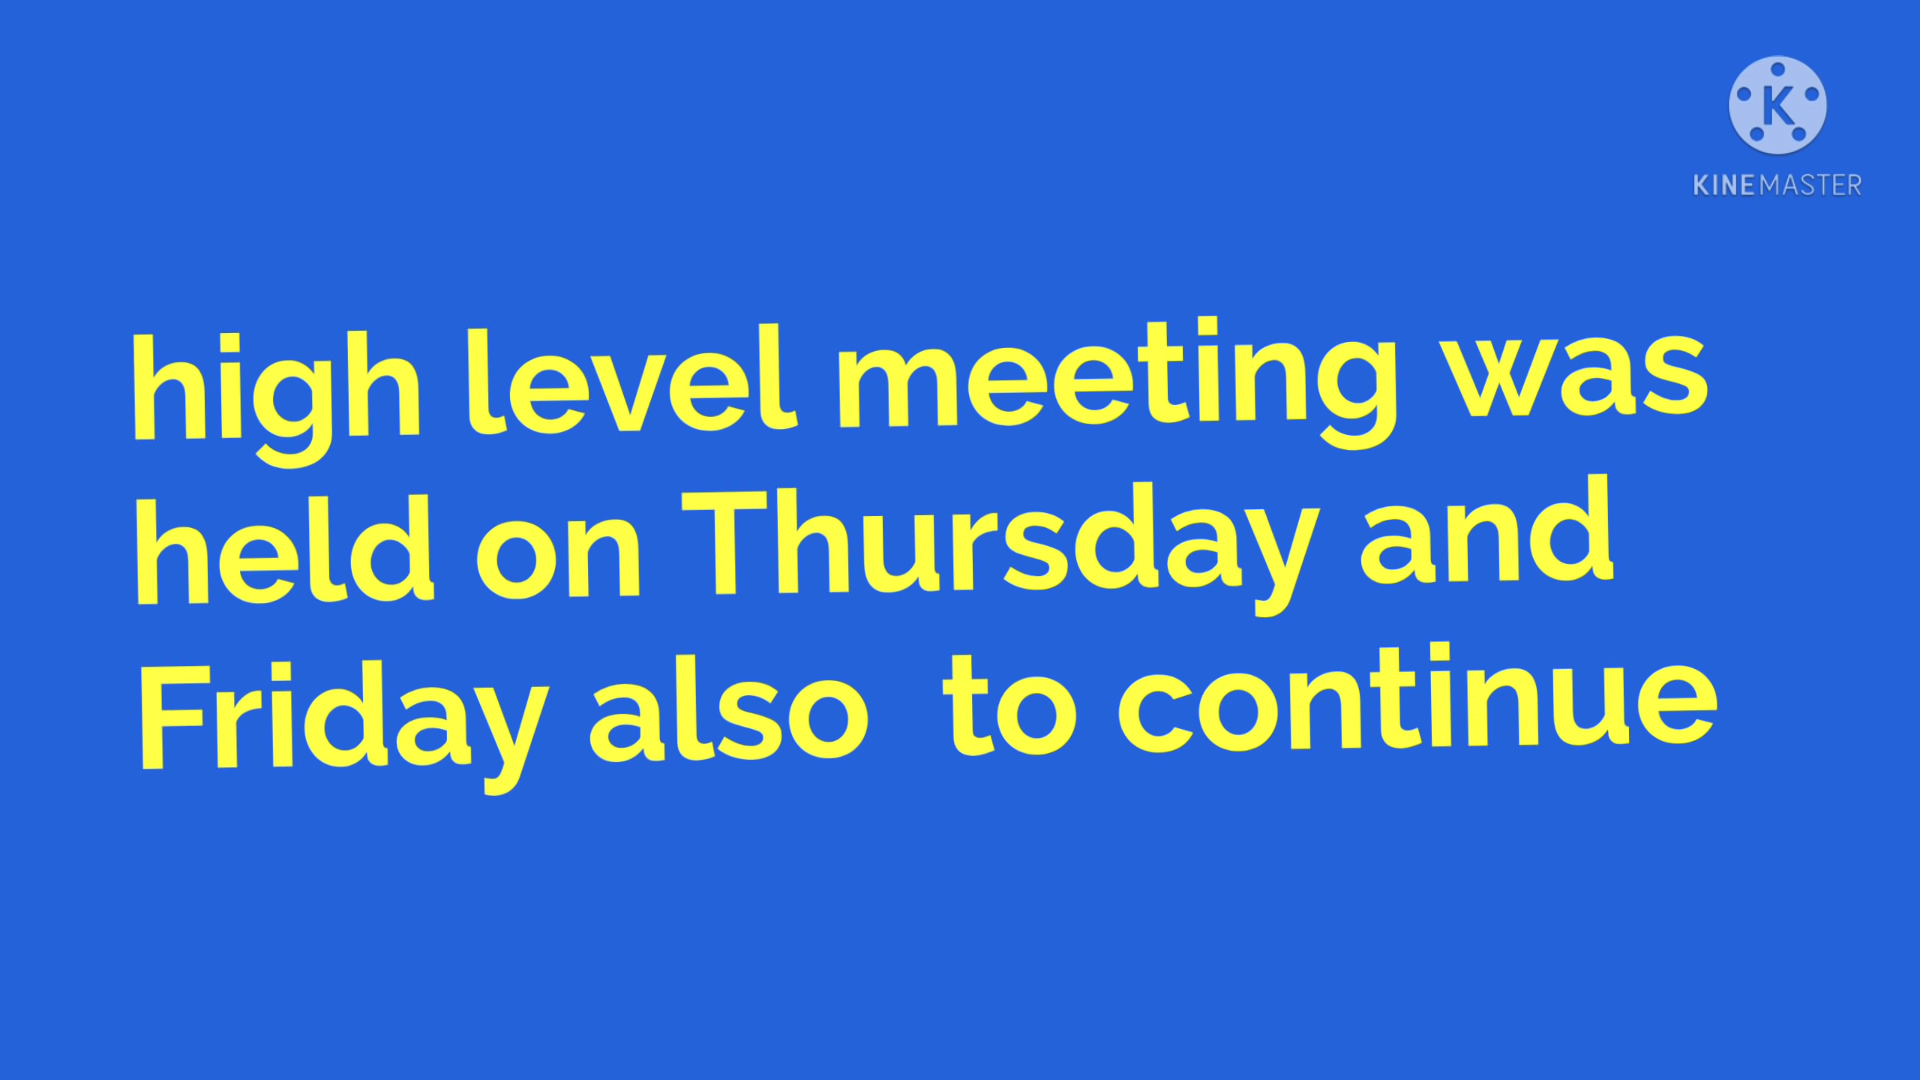 K
KINEMASTER
high level meeting was
held on Thursday and
Friday also  to continue